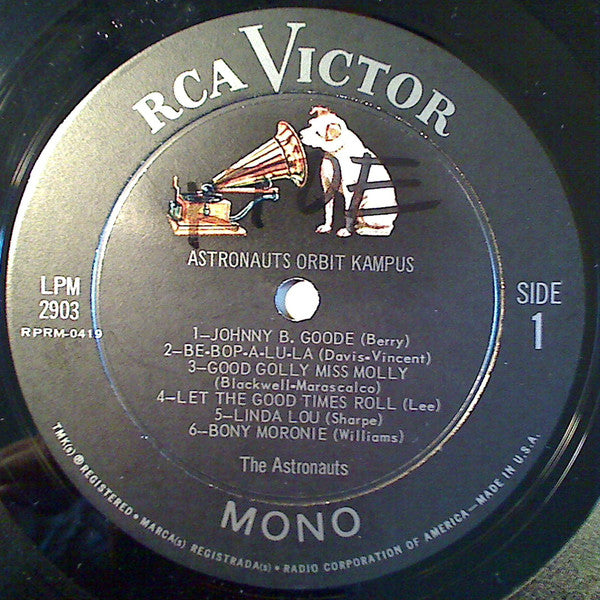 RCA VICTOR
ASTRONAUTS ORBIT KAMPUS
LPM
2903
RPRM-0419
SIDE
1
1—JOHNNY B. GOODE (Berry)
2—BE-BOP-A-LU-LA (Davis-Vincent)
3—GOOD GOLLY MISS MOLLY
(Blackwell-Marascalco)
4—LET THE GOOD TIMES ROLL (Lee)
5—LINDA LOU (Sharpe)
6—BONY MORONIE (Williams)
The Astronauts
MONO
TMK(s) ® REGISTERED • MARCA(s) REGISTRADA(s) • RADIO CORPORATION OF AMERICA—MADE IN U.S.A.